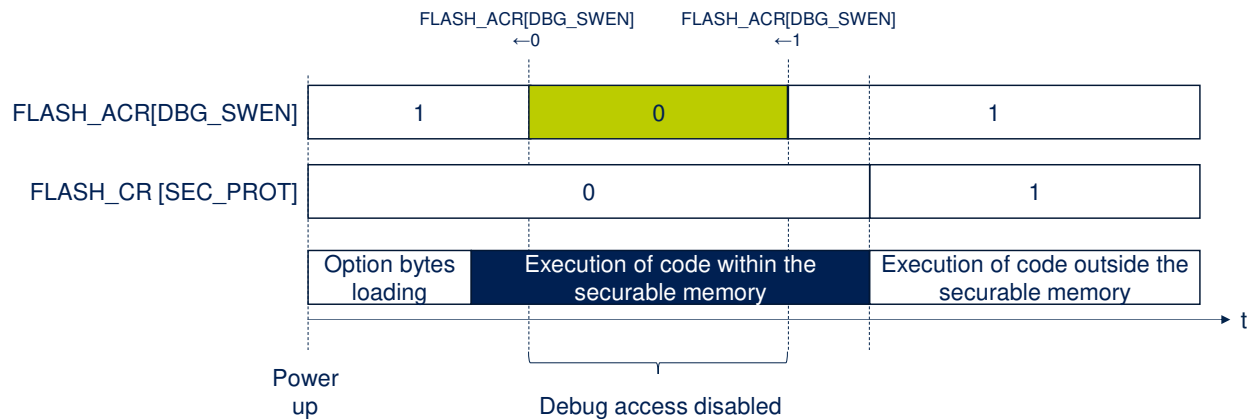 FLASH_ACR[DBG_SWEN]
←0
FLASH_ACR[DBG_SWEN]
←1
FLASH_ACR[DBG_SWEN]
1
0
1
FLASH_CR [SEC_PROT]
0
1
Option bytes
loading
Execution of code within the
securable memory
Execution of code outside the
securable memory
t
Power
up
Debug access disabled